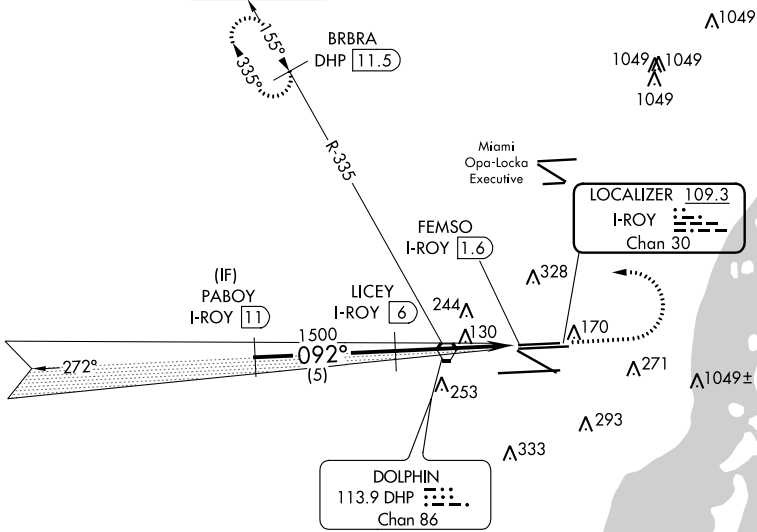 1049
155°
335°
BRBRA
DHP 11.5
1049
1049
1049
R-335
Miami
Opa-Locka
Executive
LOCALIZER 109.3
I-ROY
Chan 30
FEMSO
I-ROY 1.6
328
(IF)
PABOY
I-ROY 11
LICEY
I-ROY 6
244
130
170
1500
092°
(5)
272°
271
1049±
253
293
333
DOLPHIN
113.9 DHP
Chan 86